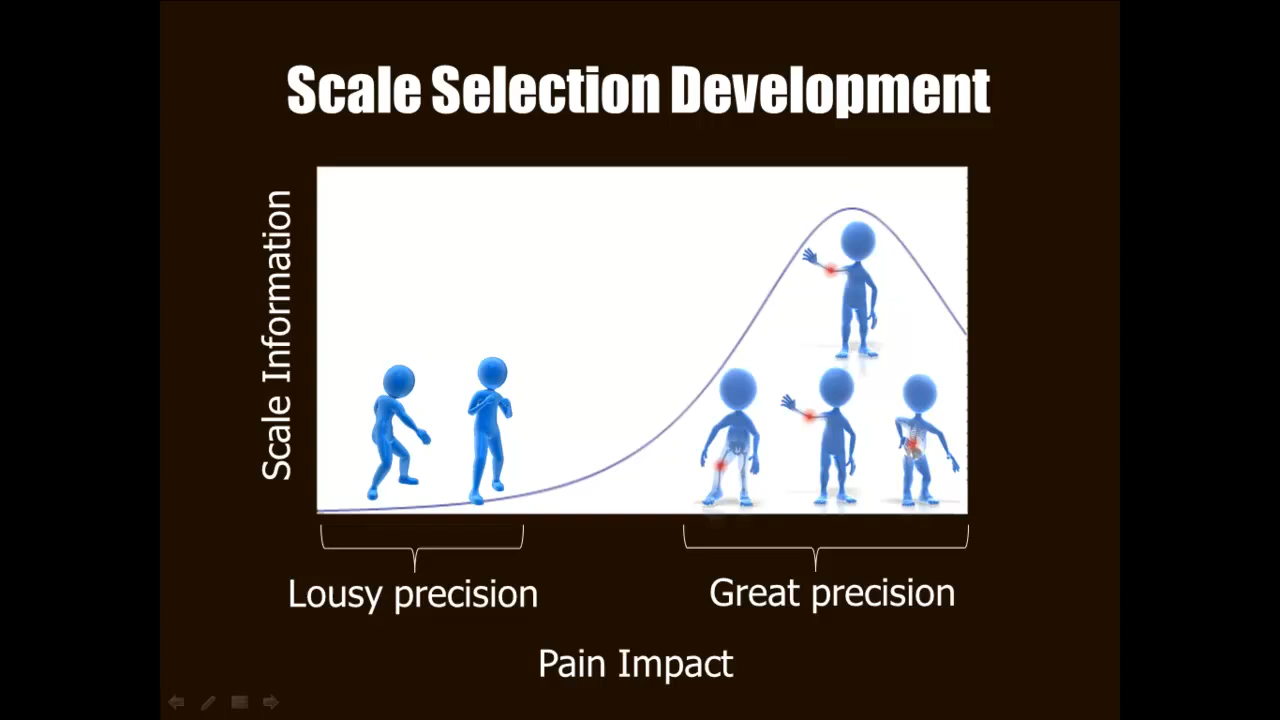 Scale Selection Development
Scale Information
Lousy precision
Great precision
Pain Impact